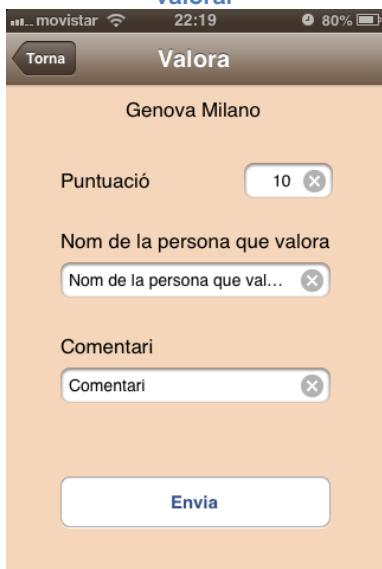 Valorar
movistar 22:19 80%
Torna Valora
Genova Milano
Puntuació 10
Nom de la persona que valora
Nom de la persona que val...
Comentari
Comentari
Envia